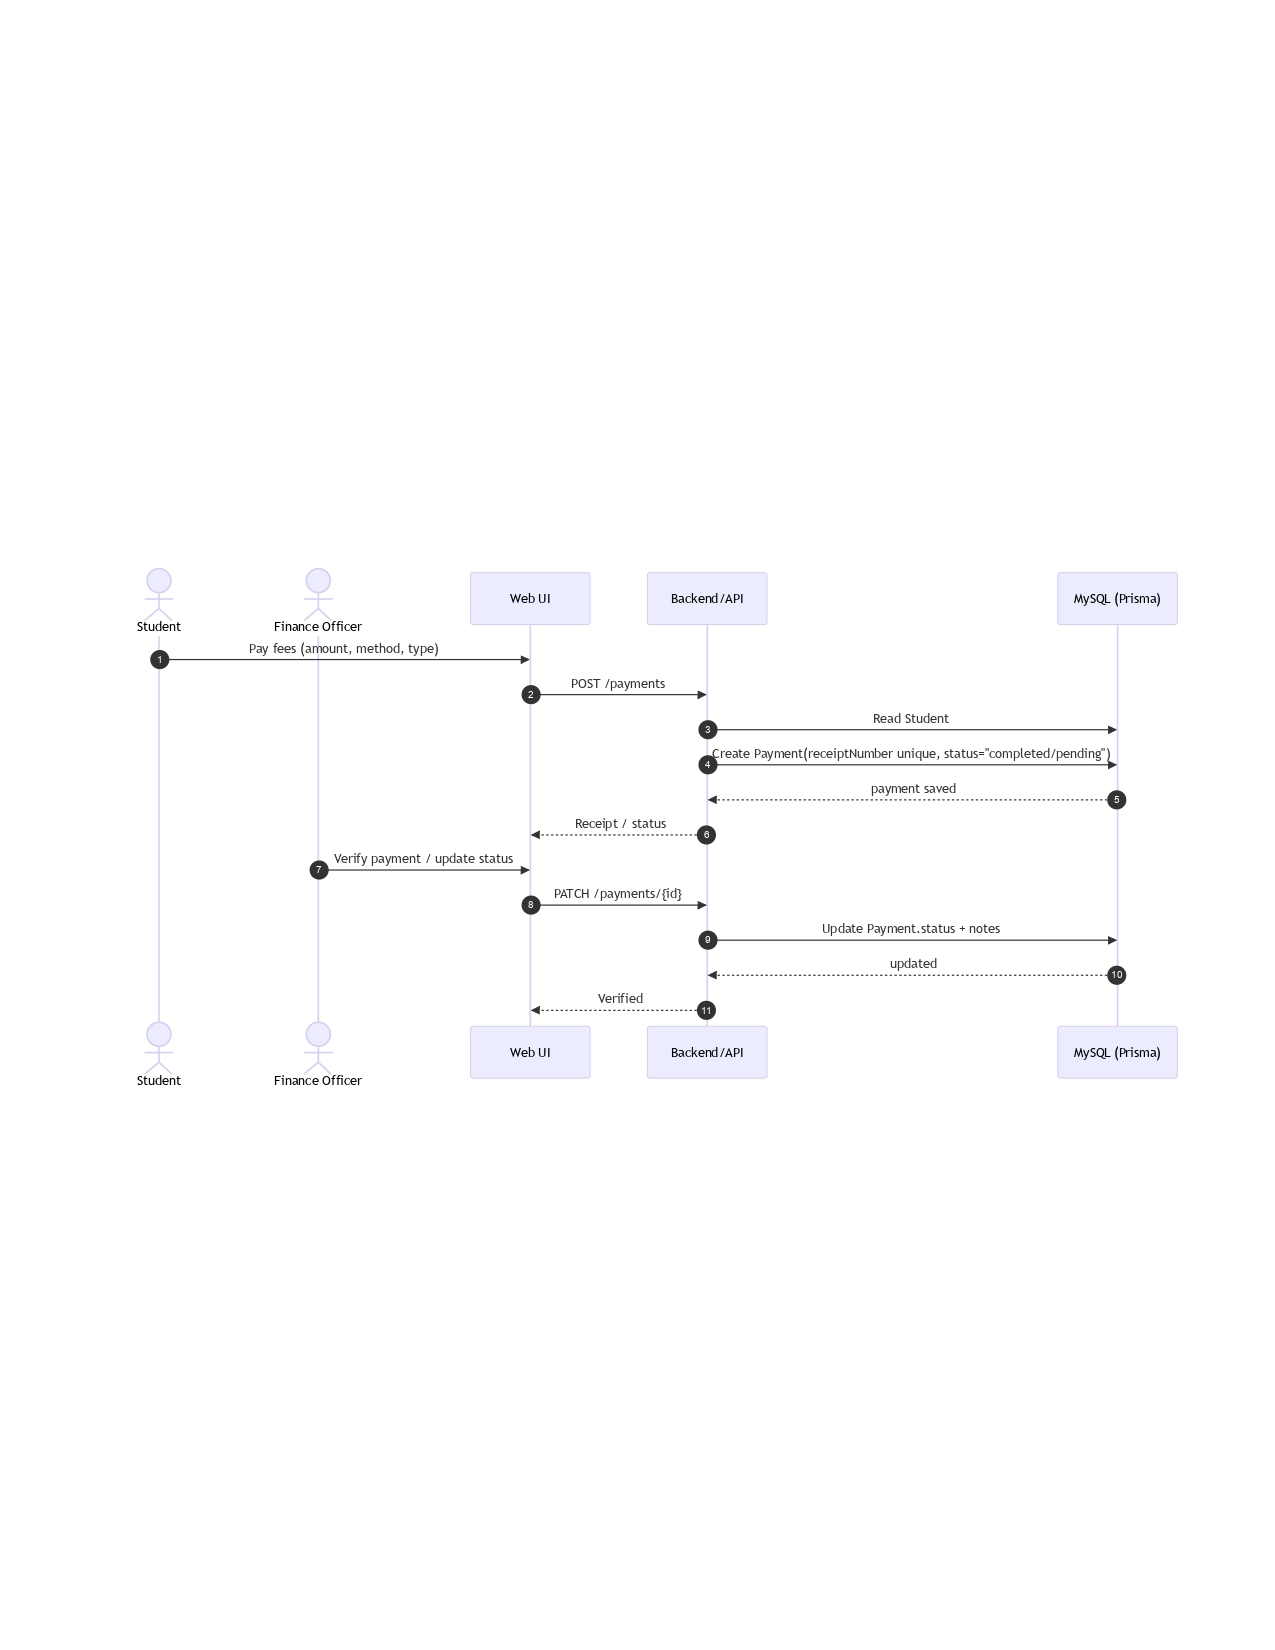 Student
Finance Officer
Web UI
Backend/API
MySQL (Prisma)
Pay fees (amount, method, type)
1
POST /payments
2
Read Student
3
Create Payment(receiptNumber unique, status="completed/pending")
4
payment saved
5
Receipt / status
6
Verify payment / update status
7
PATCH /payments/{id}
8
Update Payment.status + notes
9
updated
10
Verified
11
Student
Finance Officer
Web UI
Backend/API
MySQL (Prisma)